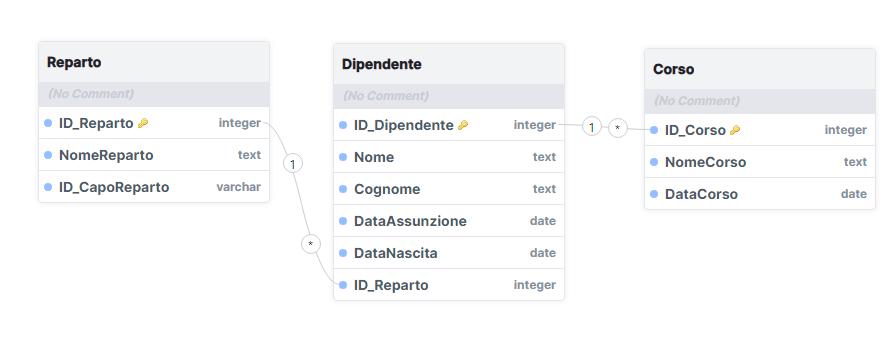 Reparto
(No Comment)
ID_Reparto integer
NomeReparto text
ID_CapoReparto varchar
1
*
Dipendente
(No Comment)
ID_Dipendente integer
Nome text
Cognome text
DataAssunzione date
DataNascita date
ID_Reparto integer
1
*
Corso
(No Comment)
ID_Corso integer
NomeCorso text
DataCorso date